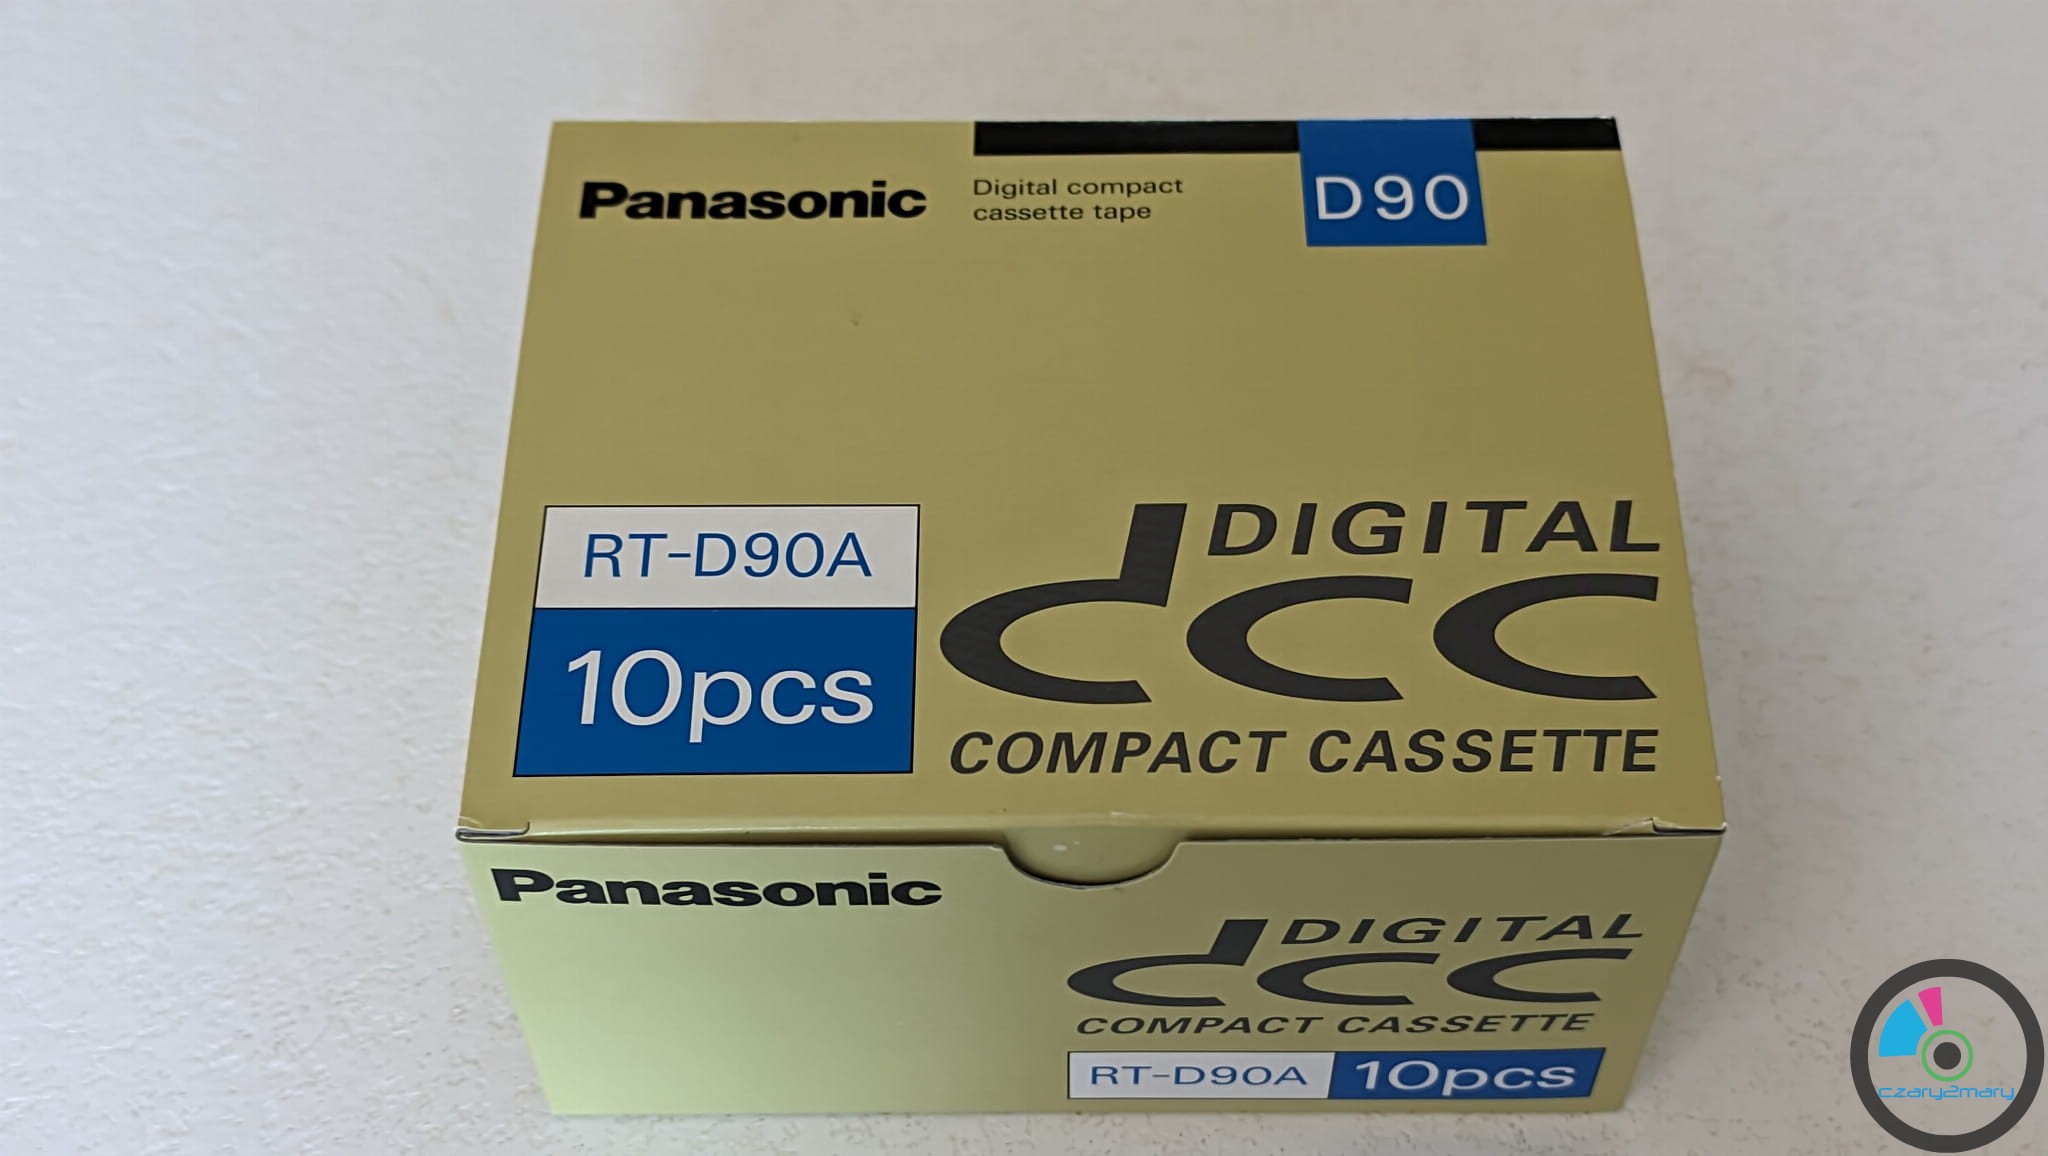 Panasonic
Digital compact
cassette tape
D90
RT-D90A
10pcs
DIGITAL
dcc
COMPACT CASSETTE
Panasonic
DIGITAL
dcc
COMPACT CASSETTE
RT-D90A 10pcs
czary2mary